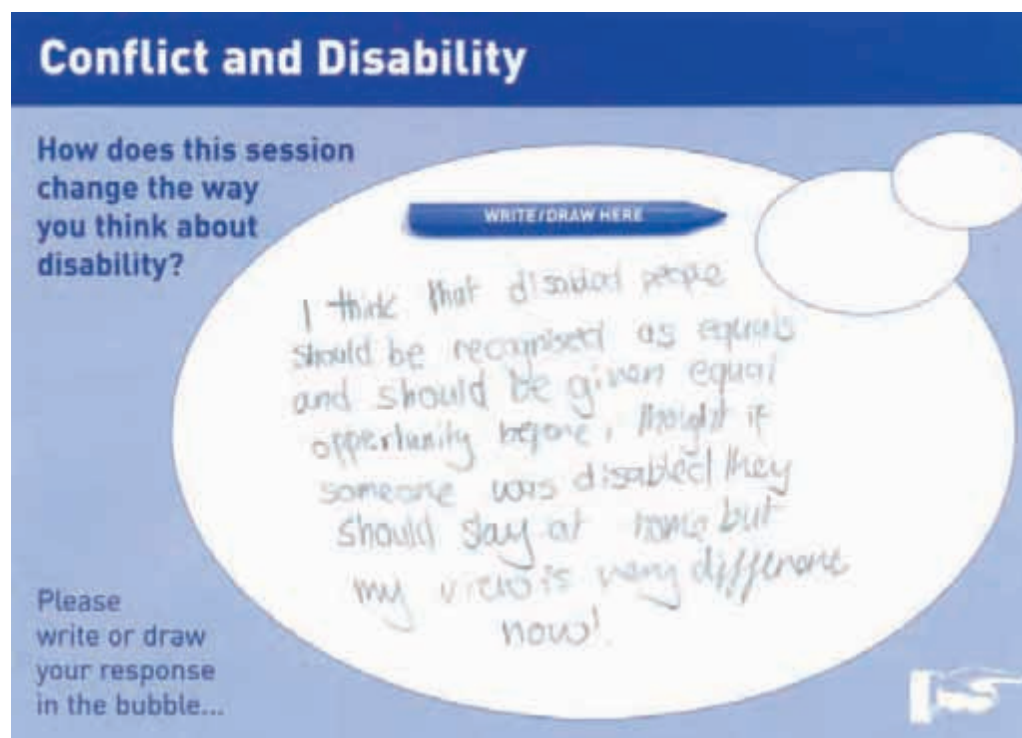 Conflict and Disability
How does this session
change the way
you think about
disability?
WRITE/DRAW HERE
I think that disabled people
should be recognised as equals
and should be given equal
oppertunity before, I thought if
someone was disabled they
should stay at home but
my view is very different
now!
Please
write or draw
your response
in the bubble...